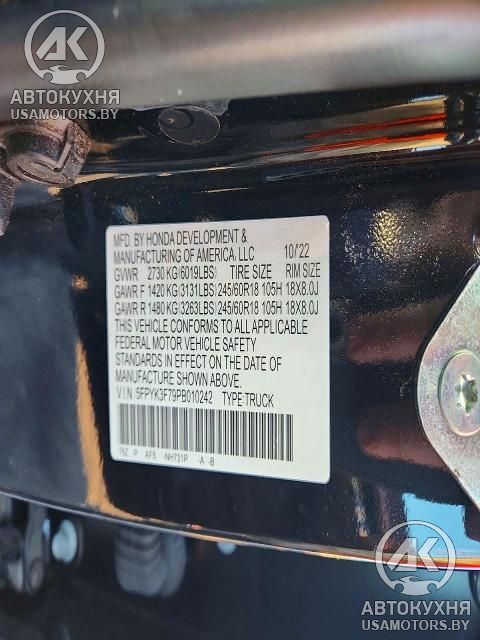 AK
АВТОКУХНЯ
USAMOTORS.BY
MFD. BY HONDA DEVELOPMENT &
MANUFACTURING OF AMERICA, LLC 10/'22
GVWR 2730 KG (6019LBS) TIRE SIZE RIM SIZE
GAWR F 1420 KG (3131LBS) 245/60R18 105H 18X8.0J
GAWR R 1480 KG (3263LBS) 245/60R18 105H 18X8.0J
THIS VEHICLE CONFORMS TO ALL APPLICABLE
FEDERAL MOTOR VEHICLE SAFETY
STANDARDS IN EFFECT ON THE DATE OF
MANUFACTURE SHOWN ABOVE.
V.I.N. 5FPYK3F79PB010242 TYPE:TRUCK
T6Z P AF5 -NH731P -A -B
AK
АВТОКУХНЯ
USAMOTORS.BY